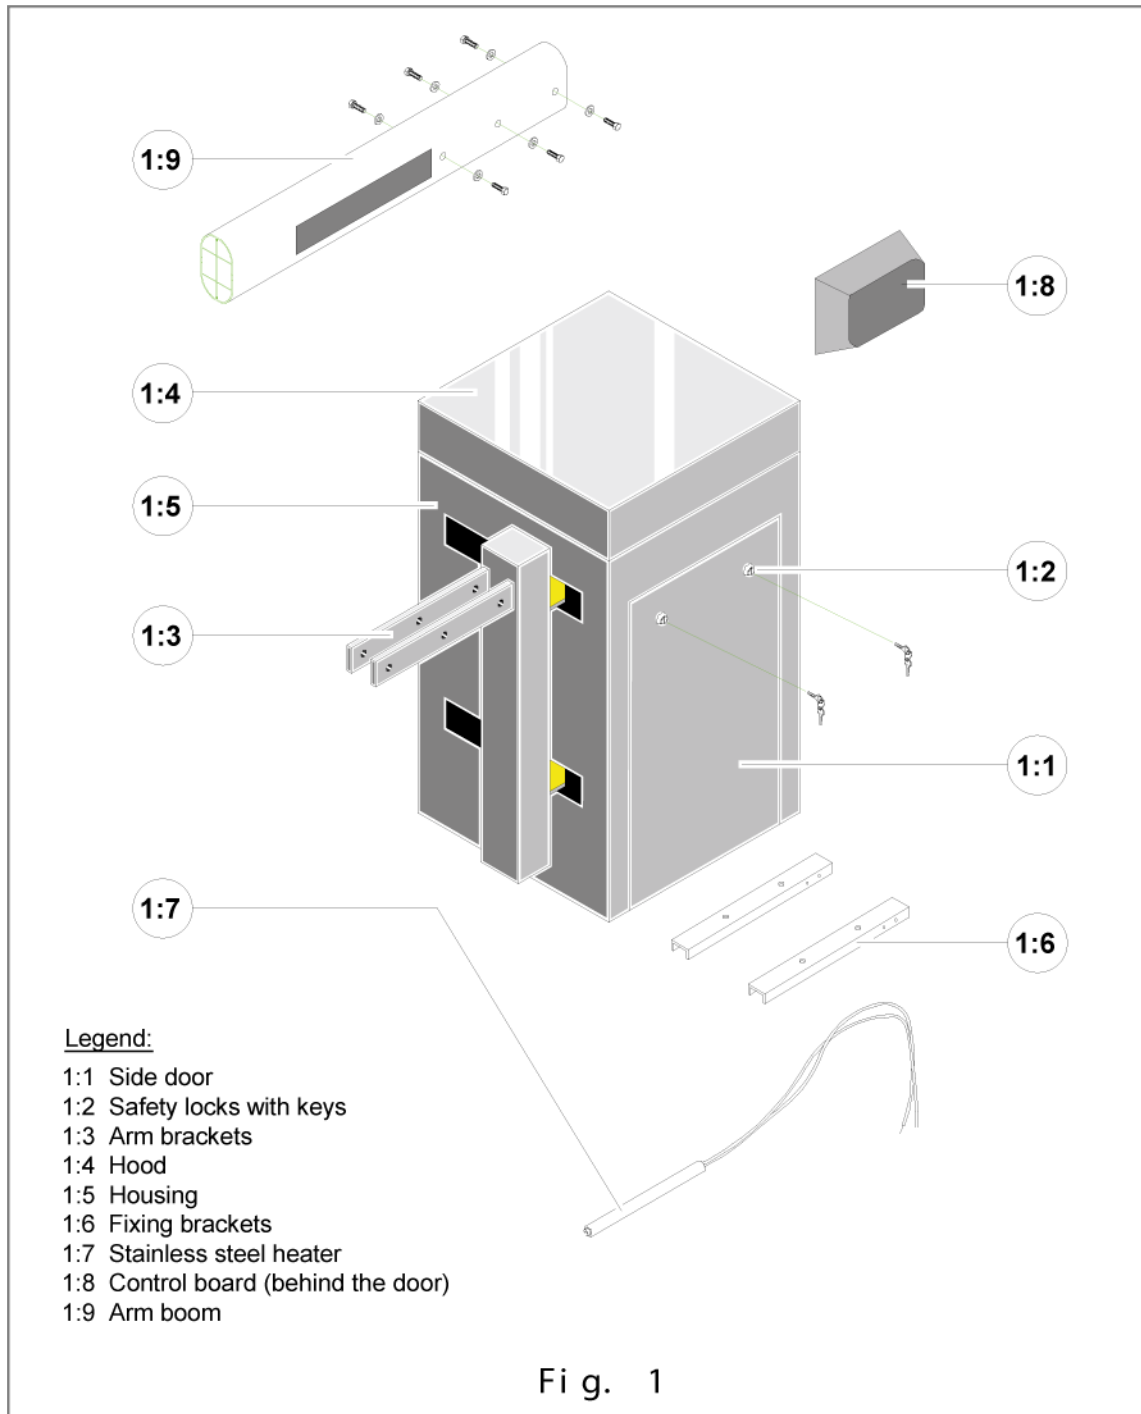 1:9
1:8
1:4
1:5
1:2
1:3
1:1
1:7
1:6
Legend:
1:1 Side door
1:2 Safety locks with keys
1:3 Arm brackets
1:4 Hood
1:5 Housing
1:6 Fixing brackets
1:7 Stainless steel heater
1:8 Control board (behind the door)
1:9 Arm boom
Fig. 1